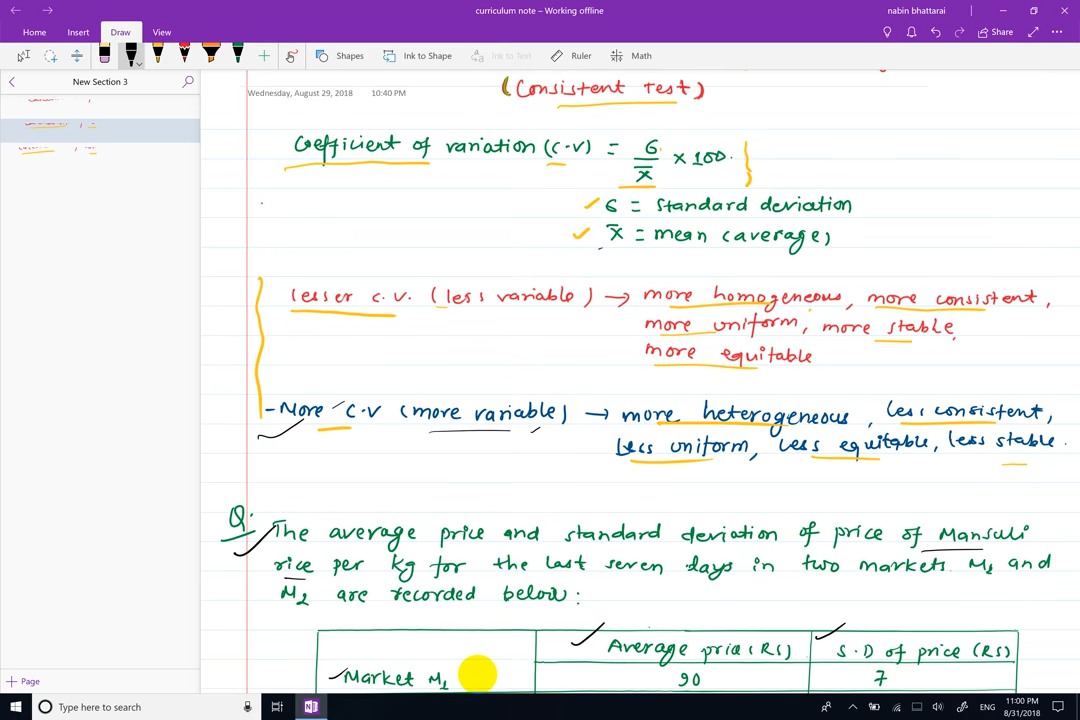 curriculum note – Working offline
nabin bhattarai
Home Insert Draw View
Share
Shapes Ink to Shape Ink to Text Ruler Math
New Section 3
(Consistent Test)
Wednesday, August 29, 2018 10:40 PM
Coefficient of variation (C.V) = σ/x̄ × 100.
σ = standard deviation
x̄ = mean (average)
lesser c.v. (less variable) → more homogeneous, more consistent,
more uniform, more stable,
more equitable
- More C.V (more variable) → more heterogeneous, less consistent,
less uniform, less equitable, less stable.
Q. The average price and standard deviation of price of Mansuli
rice per kg for the last seven days in two markets M1 and
M2 are recorded below:
Average price (RS) S.D of price (RS)
Market M1 90 7
+ Page
Type here to search
11:00 PM
8/31/2018